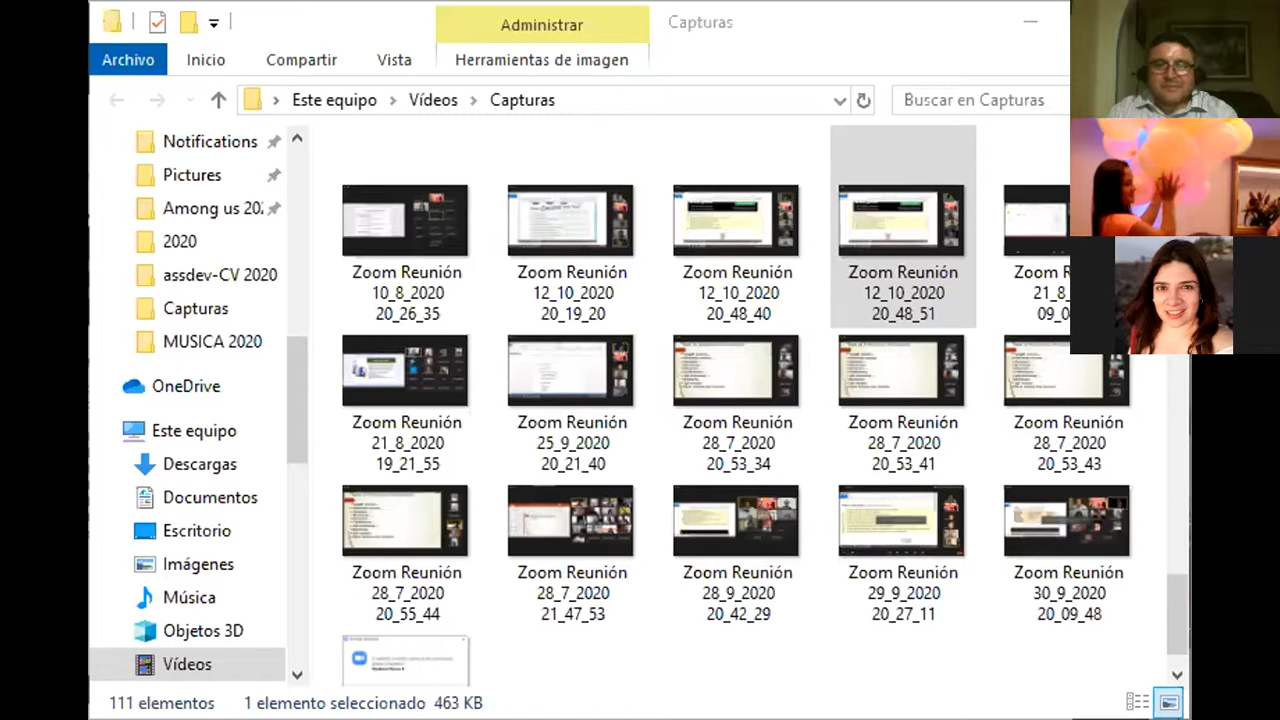 Administrar
Capturas
Archivo
Inicio
Compartir
Vista
Herramientas de imagen
Este equipo
Vídeos
Capturas
Buscar en Capturas
Notifications
Pictures
Among us 202
2020
assdev-CV 2020
Capturas
MUSICA 2020
OneDrive
Este equipo
Descargas
Documentos
Escritorio
Imágenes
Música
Objetos 3D
Vídeos
Zoom Reunión
10_8_2020
20_26_35
Zoom Reunión
12_10_2020
20_19_20
Zoom Reunión
12_10_2020
20_48_40
Zoom Reunión
12_10_2020
20_48_51
Zoom Re
21_8_
09_0
Zoom Reunión
21_8_2020
19_21_55
Zoom Reunión
25_9_2020
20_21_40
Zoom Reunión
28_7_2020
20_53_34
Zoom Reunión
28_7_2020
20_53_41
Zoom Reunión
28_7_2020
20_53_43
Zoom Reunión
28_7_2020
20_55_44
Zoom Reunión
28_7_2020
21_47_53
Zoom Reunión
28_9_2020
20_42_29
Zoom Reunión
29_9_2020
20_27_11
Zoom Reunión
30_9_2020
20_09_48
111 elementos
1 elemento seleccionado 463 KB